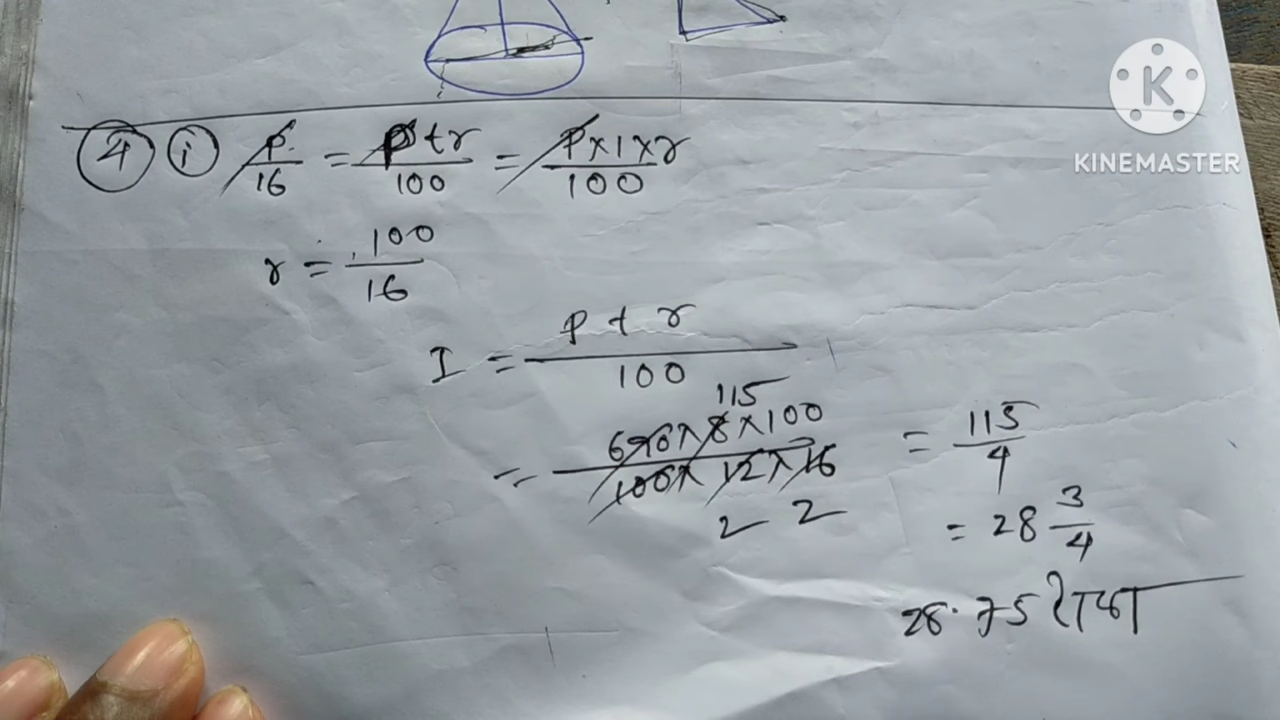 KINEMASTER
④ ⓘ p/16 = ptr/100 = p×1×r/100
r = 100/16
I = ptr/100
115
= 690×8×100/100×12×16 = 115/4
2 2
= 28 3/4
28.75 টাকা